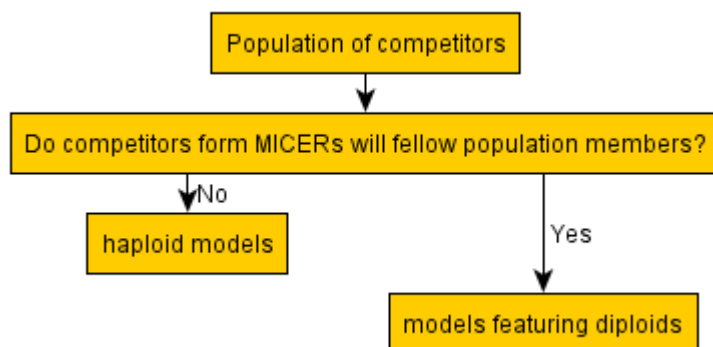 Population of competitors
Do competitors form MICERs will fellow population members?
No
haploid models
Yes
models featuring diploids